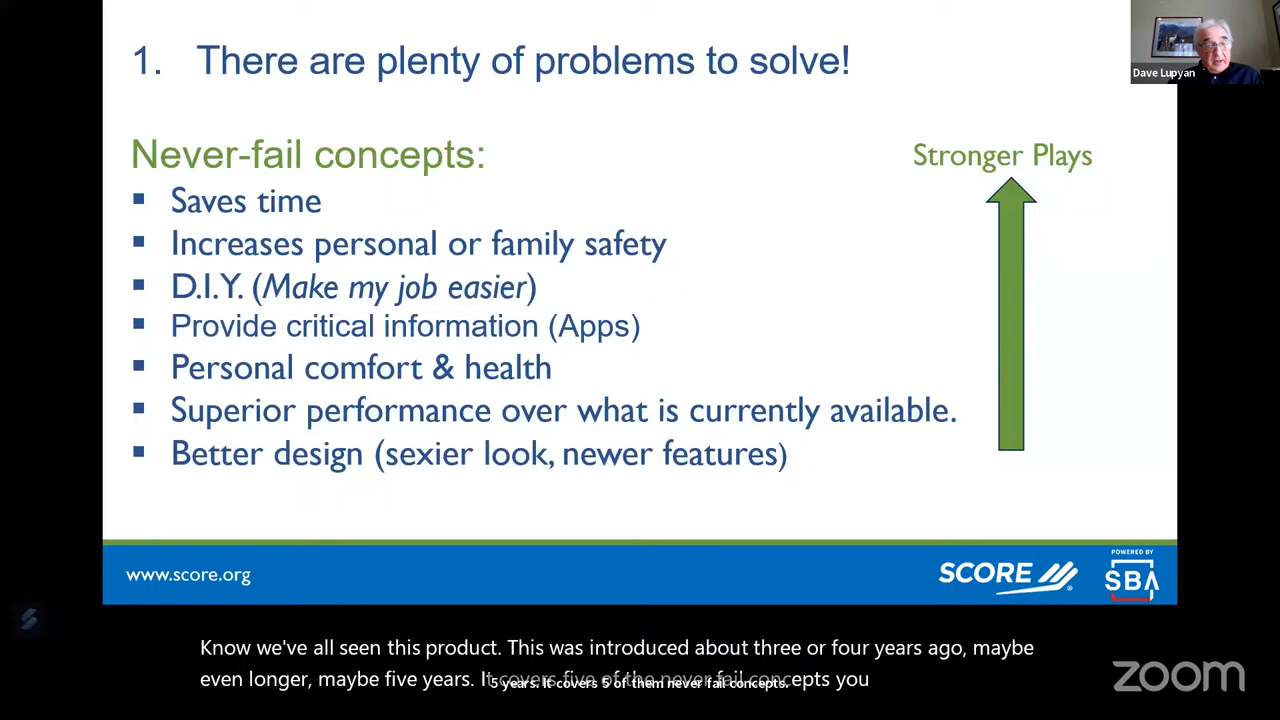 1. There are plenty of problems to solve!
Dave Lupyan
Never-fail concepts:
Stronger Plays
▪ Saves time
▪ Increases personal or family safety
▪ D.I.Y. (Make my job easier)
▪ Provide critical information (Apps)
▪ Personal comfort & health
▪ Superior performance over what is currently available.
▪ Better design (sexier look, newer features)
www.score.org
SCORE
POWERED BY
SBA
Know we've all seen this product. This was introduced about three or four years ago, maybe
even longer, maybe five years. It covers five of the never fail concepts you
5 years. It covers 5 of them never fail concepts.
zoom